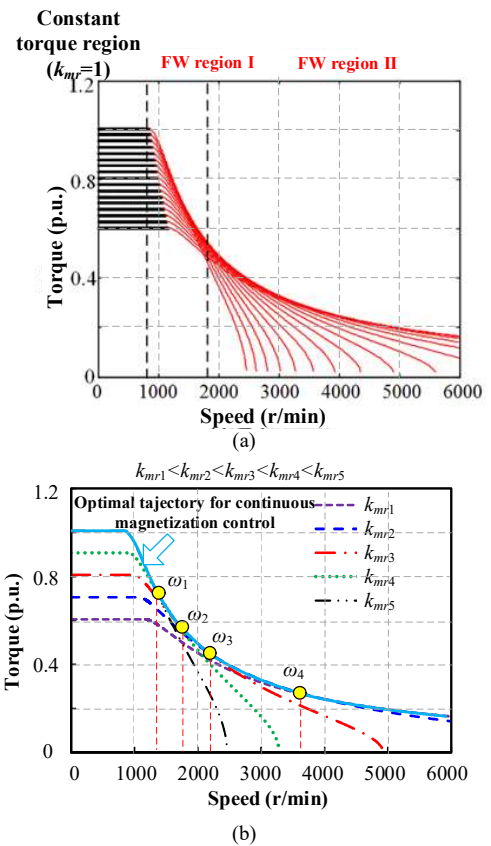 Constant
torque region
(kmr=1)
FW region I
FW region II
1.2
0.8
0.4
0
Torque (p.u.)
0 1000 2000 3000 4000 5000 6000
Speed (r/min)
(a)
kmr1<kmr2<kmr3<kmr4<kmr5
1.2
0.8
0.4
0
Torque (p.u.)
Optimal tajectory for continuous
magnetization control
kmr1
kmr2
kmr3
kmr4
kmr5
ω1
ω2
ω3
ω4
0 1000 2000 3000 4000 5000 6000
Speed (r/min)
(b)